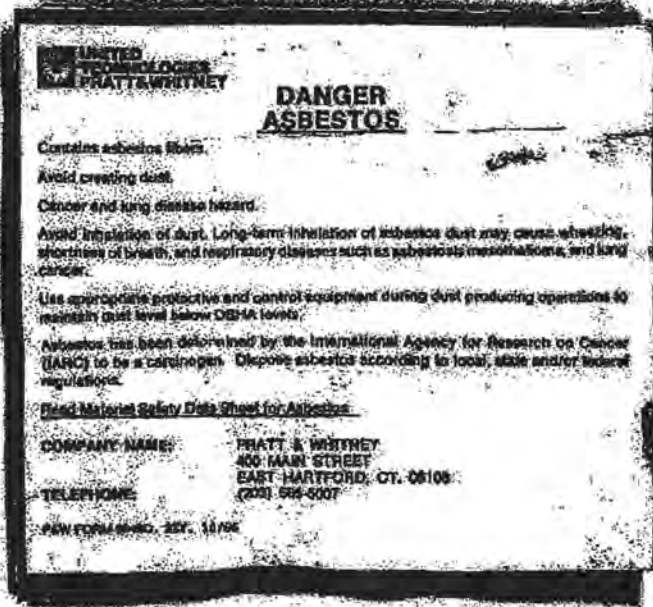 UNITED
TECHNOLOGIES
PRATT&WHITNEY
DANGER
ASBESTOS
Contains asbestos fibers.
Avoid creating dust.
Cancer and lung disease hazard.
Avoid inhalation of dust. Long-term inhalation of asbestos dust may cause wheezing,
shortness of breath, and respiratory diseases such as asbestosis mesothelioma, and lung
cancer.
Use appropriate protective and control equipment during dust producing operations to
maintain dust level below OSHA levels.
Asbestos has been determined by the International Agency for Research on Cancer
(IARC) to be a carcinogen. Dispose asbestos according to local, state and/or federal
regulations.
Read Material Safety Data Sheet for Asbestos
COMPANY NAME: PRATT & WHITNEY
400 MAIN STREET
EAST HARTFORD, CT. 06108
TELEPHONE: (203) 565-5007
P&W FORM REV.